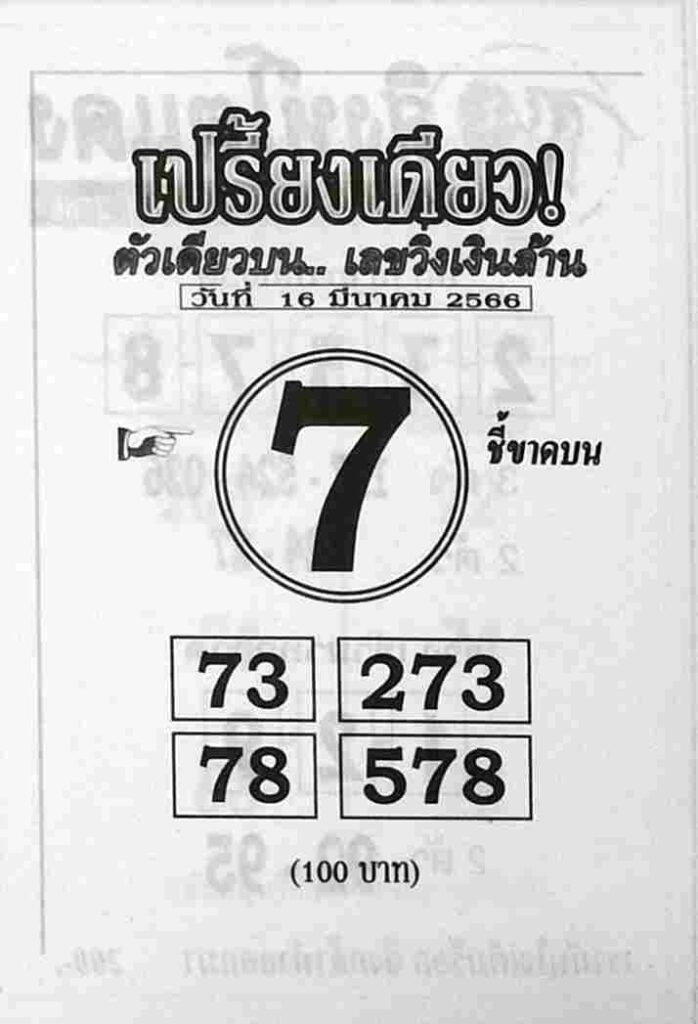 เปรี้ยงเดียว!
ตัวเดียวบน.. เลขวิ่งเงินล้าน
วันที่ 16 มีนาคม 2566
7 ชี้ขาดบน
73 273
78 578
(100 บาท)